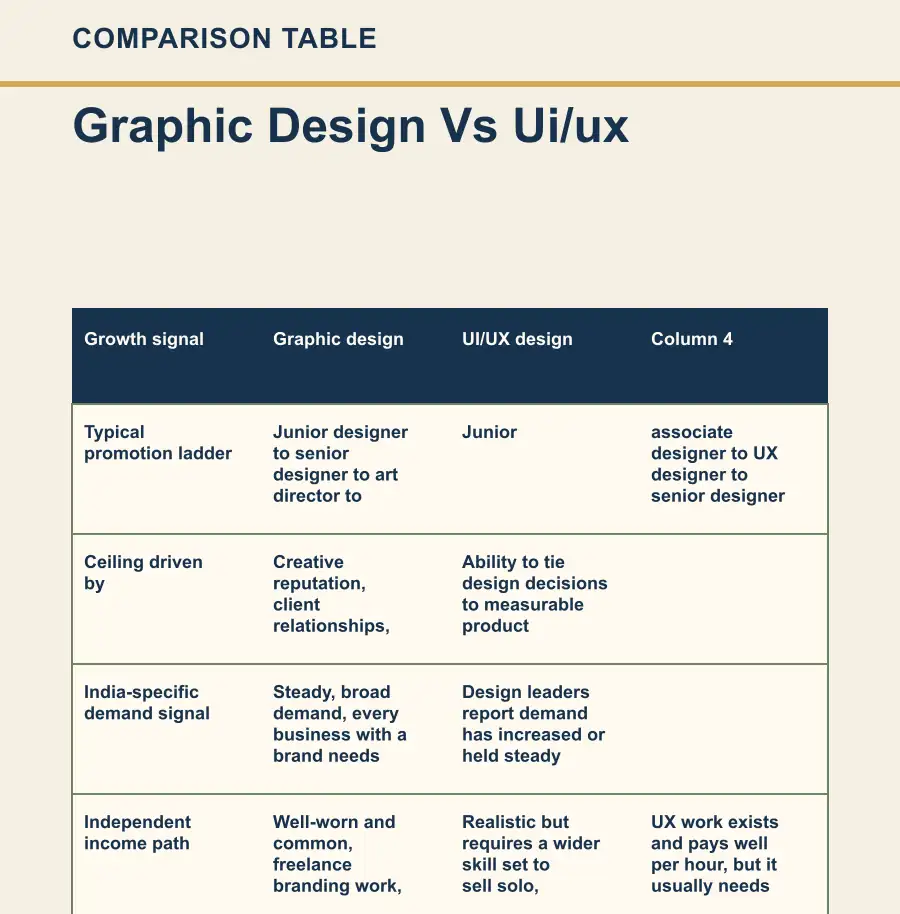 COMPARISON TABLE
Graphic Design Vs Ui/ux
Growth signal
Graphic design
UI/UX design
Column 4
Typical
promotion ladder
Junior designer
to senior
designer to art
director to
Junior
associate
designer to UX
designer to
senior designer
Ceiling driven
by
Creative
reputation,
client
relationships,
Ability to tie
design decisions
to measurable
product
India-specific
demand signal
Steady, broad
demand, every
business with a
brand needs
Design leaders
report demand
has increased or
held steady
Independent
income path
Well-worn and
common,
freelance
branding work,
Realistic but
requires a wider
skill set to
sell solo,
UX work exists
and pays well
per hour, but it
usually needs